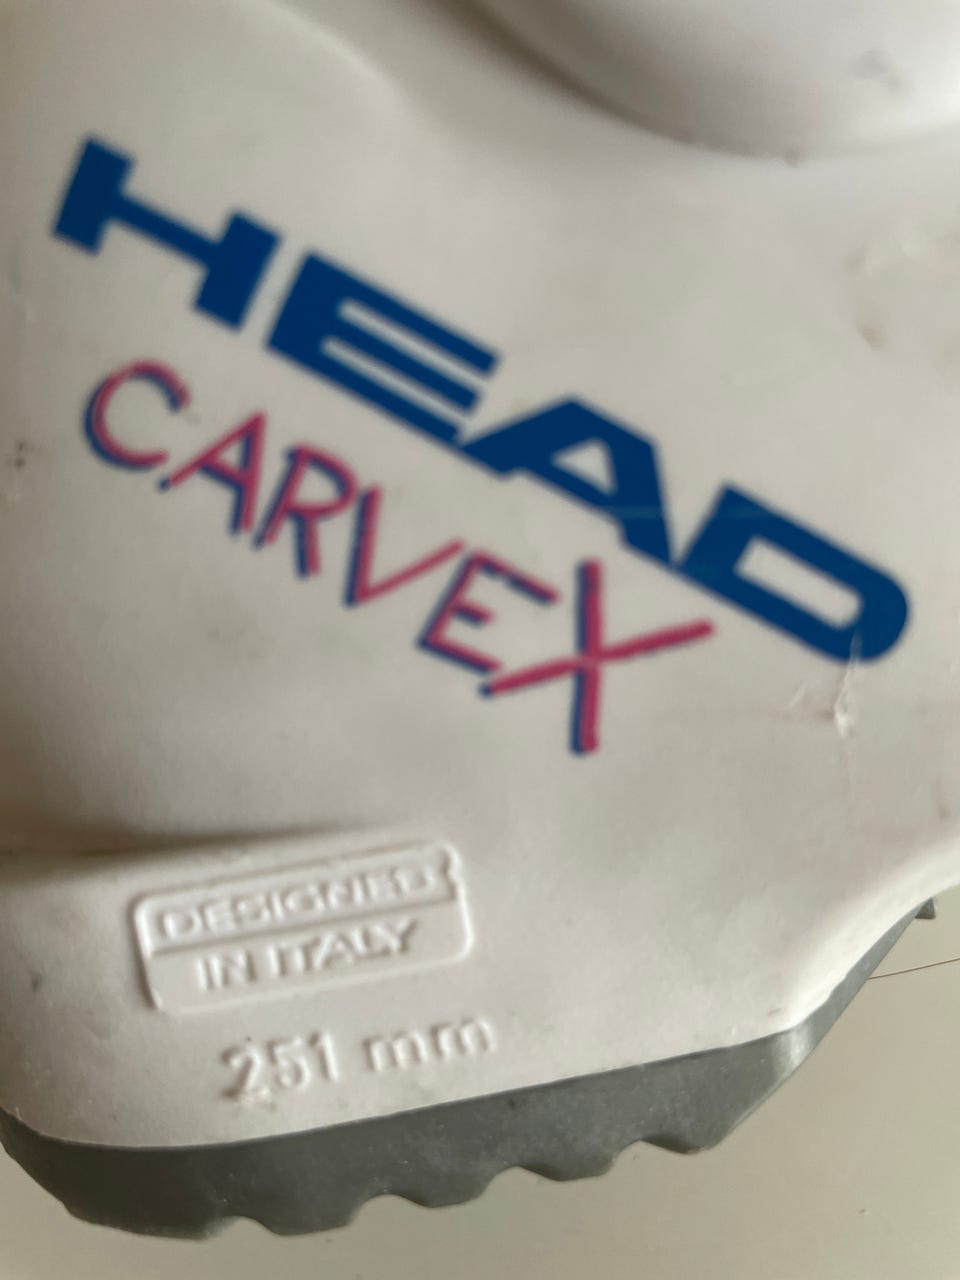 HEAD
CARVEX
DESIGNED
IN ITALY
251 mm